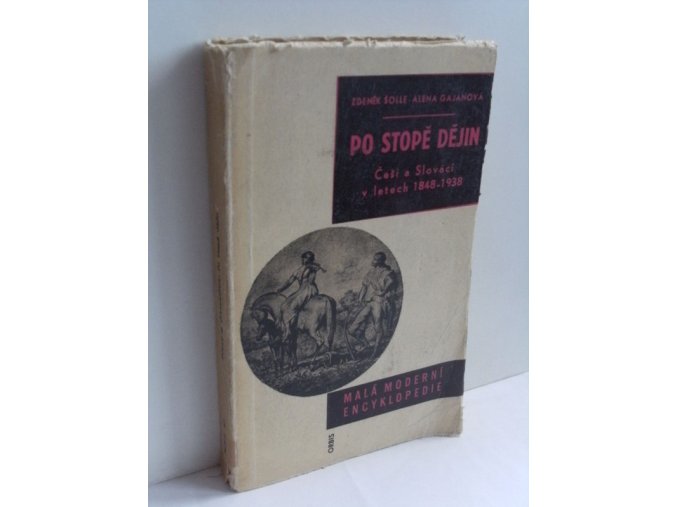 ZDENĚK ŠOLLE-ALENA GAJANOVÁ
PO STOPĚ DĚJIN
Češi a Slováci
v letech 1848-1938
MALÁ MODERNÍ
ENCYKLOPEDIE
ORBIS